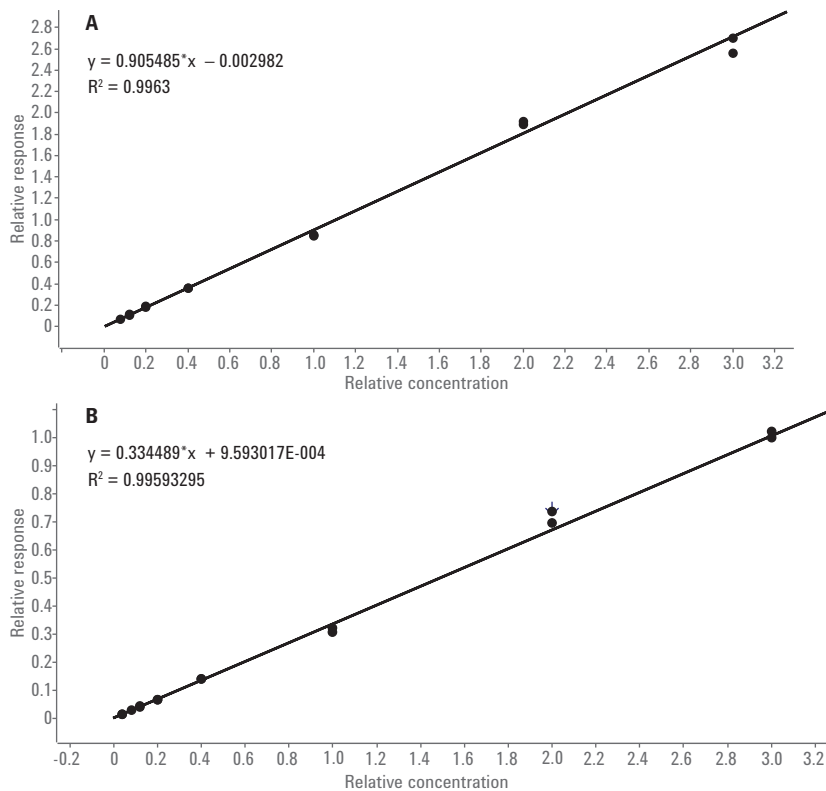 A
y = 0.905485*x – 0.002982
R² = 0.9963
Relative response
2.8
2.6
2.4
2.2
2.0
1.8
1.6
1.4
1.2
1.0
0.8
0.6
0.4
0.2
0
0 0.2 0.4 0.6 0.8 1.0 1.2 1.4 1.6 1.8 2.0 2.2 2.4 2.6 2.8 3.0 3.2
Relative concentration
B
y = 0.334489*x + 9.593017E-004
R² = 0.99593295
Relative response
1.0
0.9
0.8
0.7
0.6
0.5
0.4
0.3
0.2
0.1
0
-0.2 0 0.2 0.4 0.6 0.8 1.0 1.2 1.4 1.6 1.8 2.0 2.2 2.4 2.6 2.8 3.0 3.2
Relative concentration